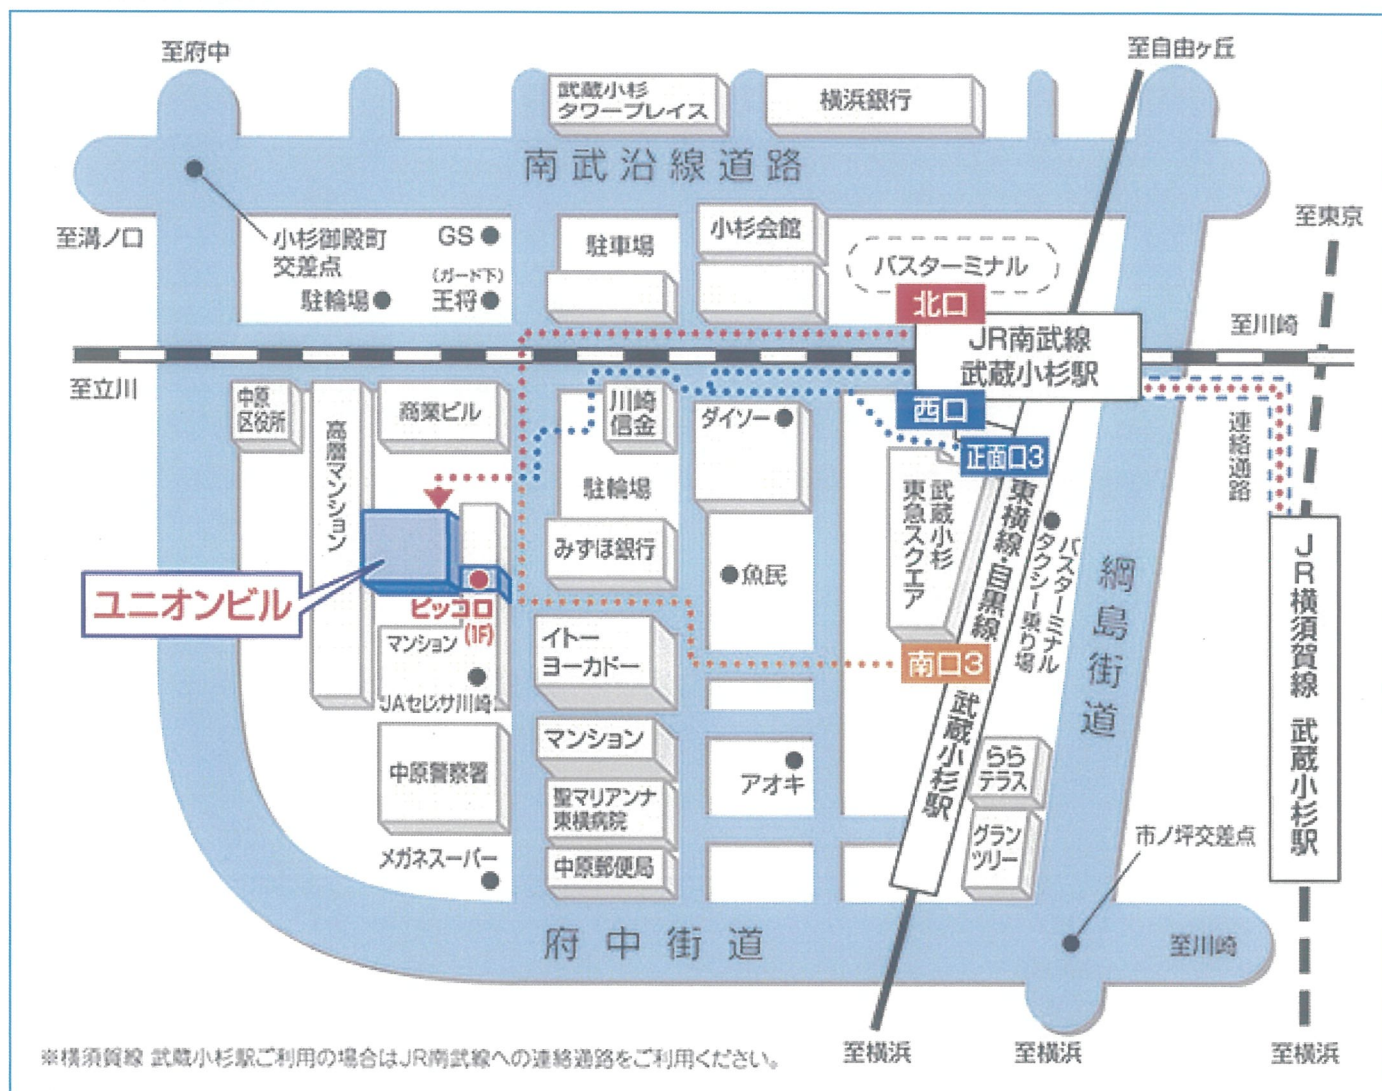 至府中
至自由ヶ丘
武蔵小杉
タワープレイス
横浜銀行
南武沿線道路
至溝ノ口
小杉御殿町
交差点
GS
駐輪場
(ガード下)
王将
駐車場
小杉会館
バスターミナル
北口
至東京
至川崎
JR南武線
武蔵小杉駅
至立川
中原
区役所
高層マンション
商業ビル
川崎
信金
ダイソー
西口
正面口3
連絡通路
駐輪場
武蔵小杉
東急スクエア
東横線・目黒線 武蔵小杉駅
バスターミナル
タクシー乗り場
綱島街道
JR横須賀線 武蔵小杉駅
みずほ銀行
魚民
ユニオンビル
ピッコロ
(1F)
マンション
JAセレサ川崎
イトー
ヨーカドー
南口3
中原警察署
マンション
アオキ
らら
テラス
聖マリアンナ
東横病院
グラン
ツリー
市ノ坪交差点
メガネスーパー
中原郵便局
府中街道
至川崎
※横須賀線 武蔵小杉駅ご利用の場合はJR南武線への連絡通路をご利用ください。
至横浜
至横浜
至横浜